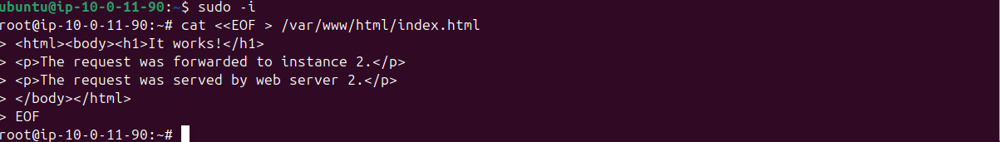 ubuntu@ip-10-0-11-90:~$ sudo -i
root@ip-10-0-11-90:~# cat <<EOF > /var/www/html/index.html
> <html><body><h1>It works!</h1>
> <p>The request was forwarded to instance 2.</p>
> <p>The request was served by web server 2.</p>
> </body></html>
> EOF
root@ip-10-0-11-90:~#